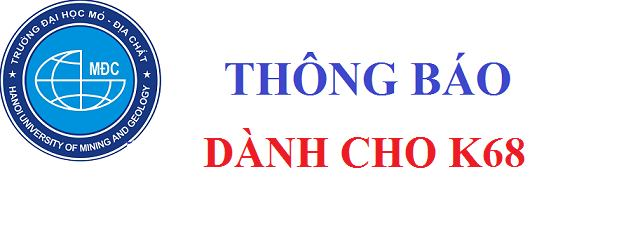 TRƯỜNG ĐẠI HỌC MỎ - ĐỊA CHẤT
MĐC
HANOI UNIVERSITY OF MINING AND GEOLOGY
THÔNG BÁO
DÀNH CHO K68